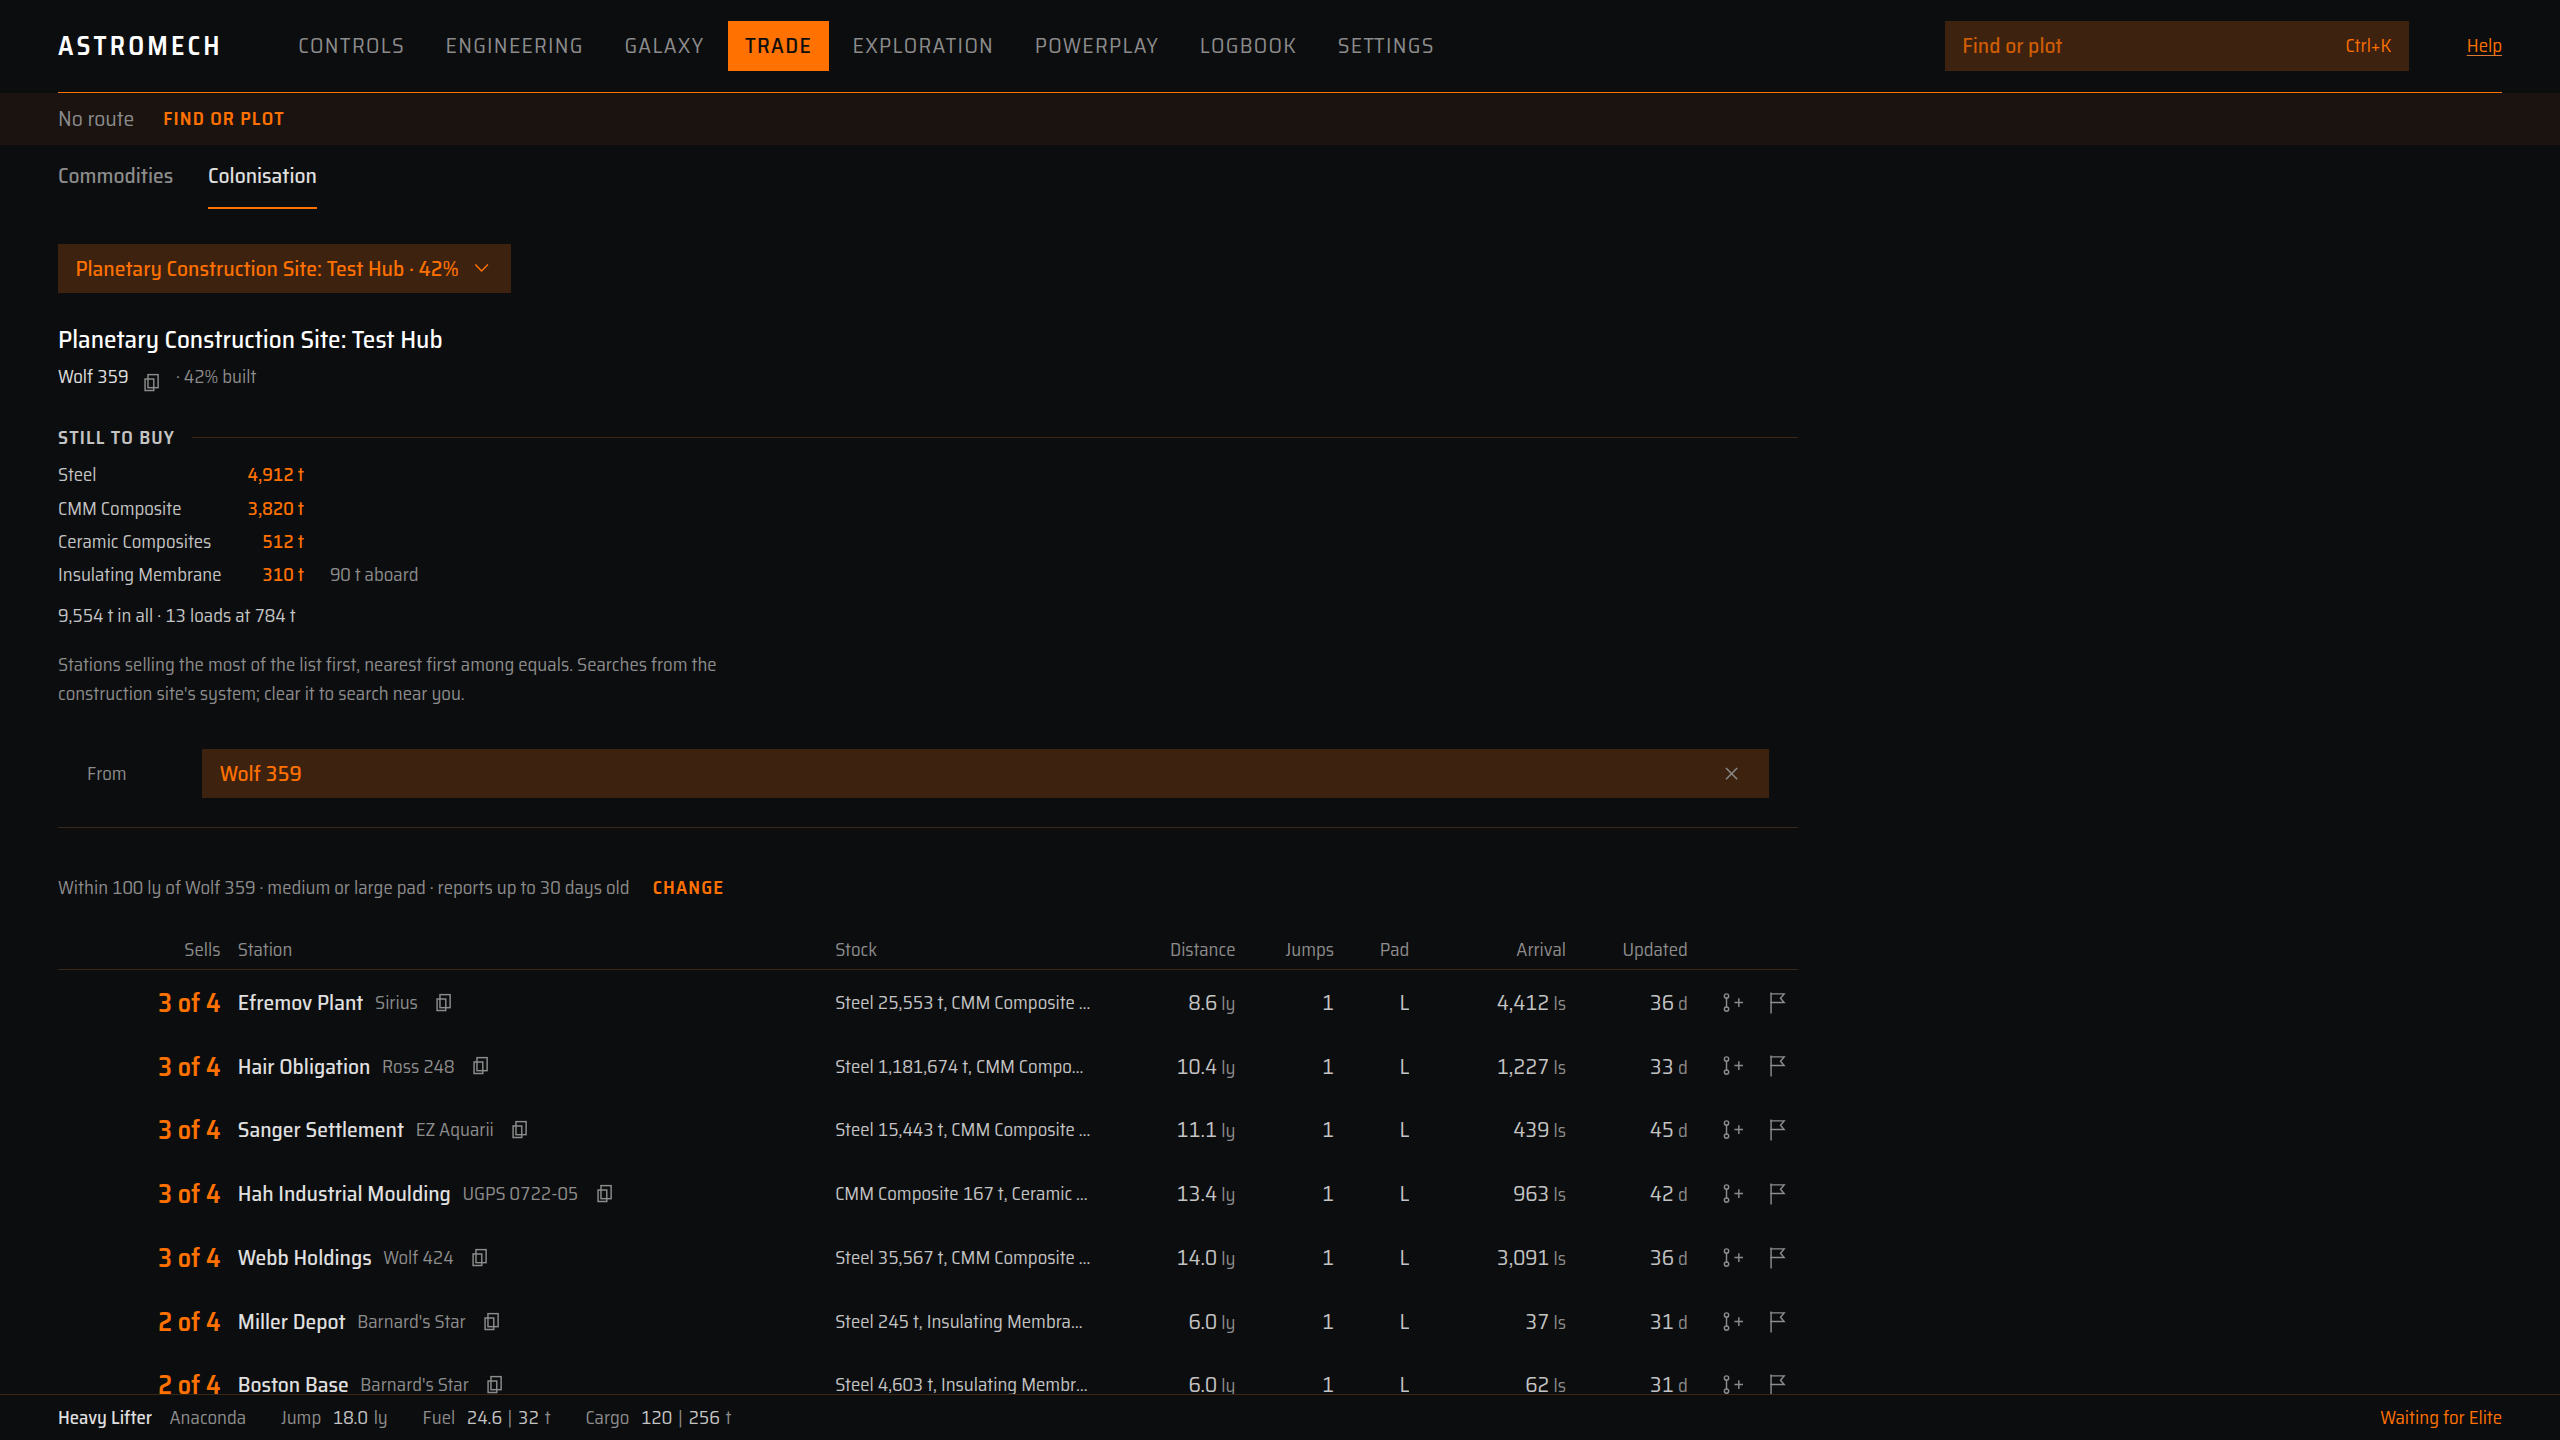 ASTROMECH CONTROLS ENGINEERING GALAXY TRADE EXPLORATION POWERPLAY LOGBOOK SETTINGS Find or plot Ctrl+K Help
No route FIND OR PLOT
Commodities Colonisation
Planetary Construction Site: Test Hub · 42%
Planetary Construction Site: Test Hub
Wolf 359 · 42% built
STILL TO BUY
Steel 4,912 t
CMM Composite 3,820 t
Ceramic Composites 512 t
Insulating Membrane 310 t 90 t aboard
9,554 t in all · 13 loads at 784 t
Stations selling the most of the list first, nearest first among equals. Searches from the
construction site's system; clear it to search near you.
From Wolf 359
Within 100 ly of Wolf 359 · medium or large pad · reports up to 30 days old CHANGE
Sells Station Stock Distance Jumps Pad Arrival Updated
3 of 4 Efremov Plant Sirius Steel 25,553 t, CMM Composite ... 8.6 ly 1 L 4,412 ls 36 d
3 of 4 Hair Obligation Ross 248 Steel 1,181,674 t, CMM Compo... 10.4 ly 1 L 1,227 ls 33 d
3 of 4 Sanger Settlement EZ Aquarii Steel 15,443 t, CMM Composite ... 11.1 ly 1 L 439 ls 45 d
3 of 4 Hah Industrial Moulding UGPS 0722-05 CMM Composite 167 t, Ceramic ... 13.4 ly 1 L 963 ls 42 d
3 of 4 Webb Holdings Wolf 424 Steel 35,567 t, CMM Composite ... 14.0 ly 1 L 3,091 ls 36 d
2 of 4 Miller Depot Barnard's Star Steel 245 t, Insulating Membra... 6.0 ly 1 L 37 ls 31 d
2 of 4 Boston Base Barnard's Star Steel 4,603 t, Insulating Membr... 6.0 ly 1 L 62 ls 31 d
Heavy Lifter Anaconda Jump 18.0 ly Fuel 24.6 | 32 t Cargo 120 | 256 t Waiting for Elite